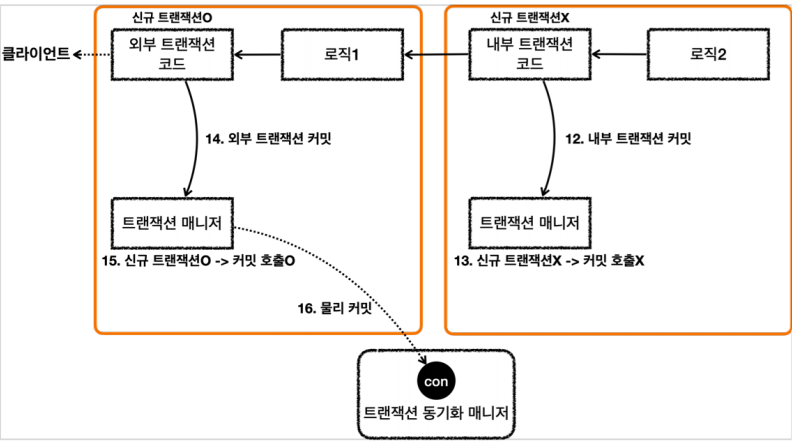 신규 트랜잭션O
신규 트랜잭션X
클라이언트
외부 트랜잭션
코드
로직1
내부 트랜잭션
코드
로직2
14. 외부 트랜잭션 커밋
12. 내부 트랜잭션 커밋
트랜잭션 매니저
트랜잭션 매니저
15. 신규 트랜잭션O -> 커밋 호출O
13. 신규 트랜잭션X -> 커밋 호출X
16. 물리 커밋
con
트랜잭션 동기화 매니저